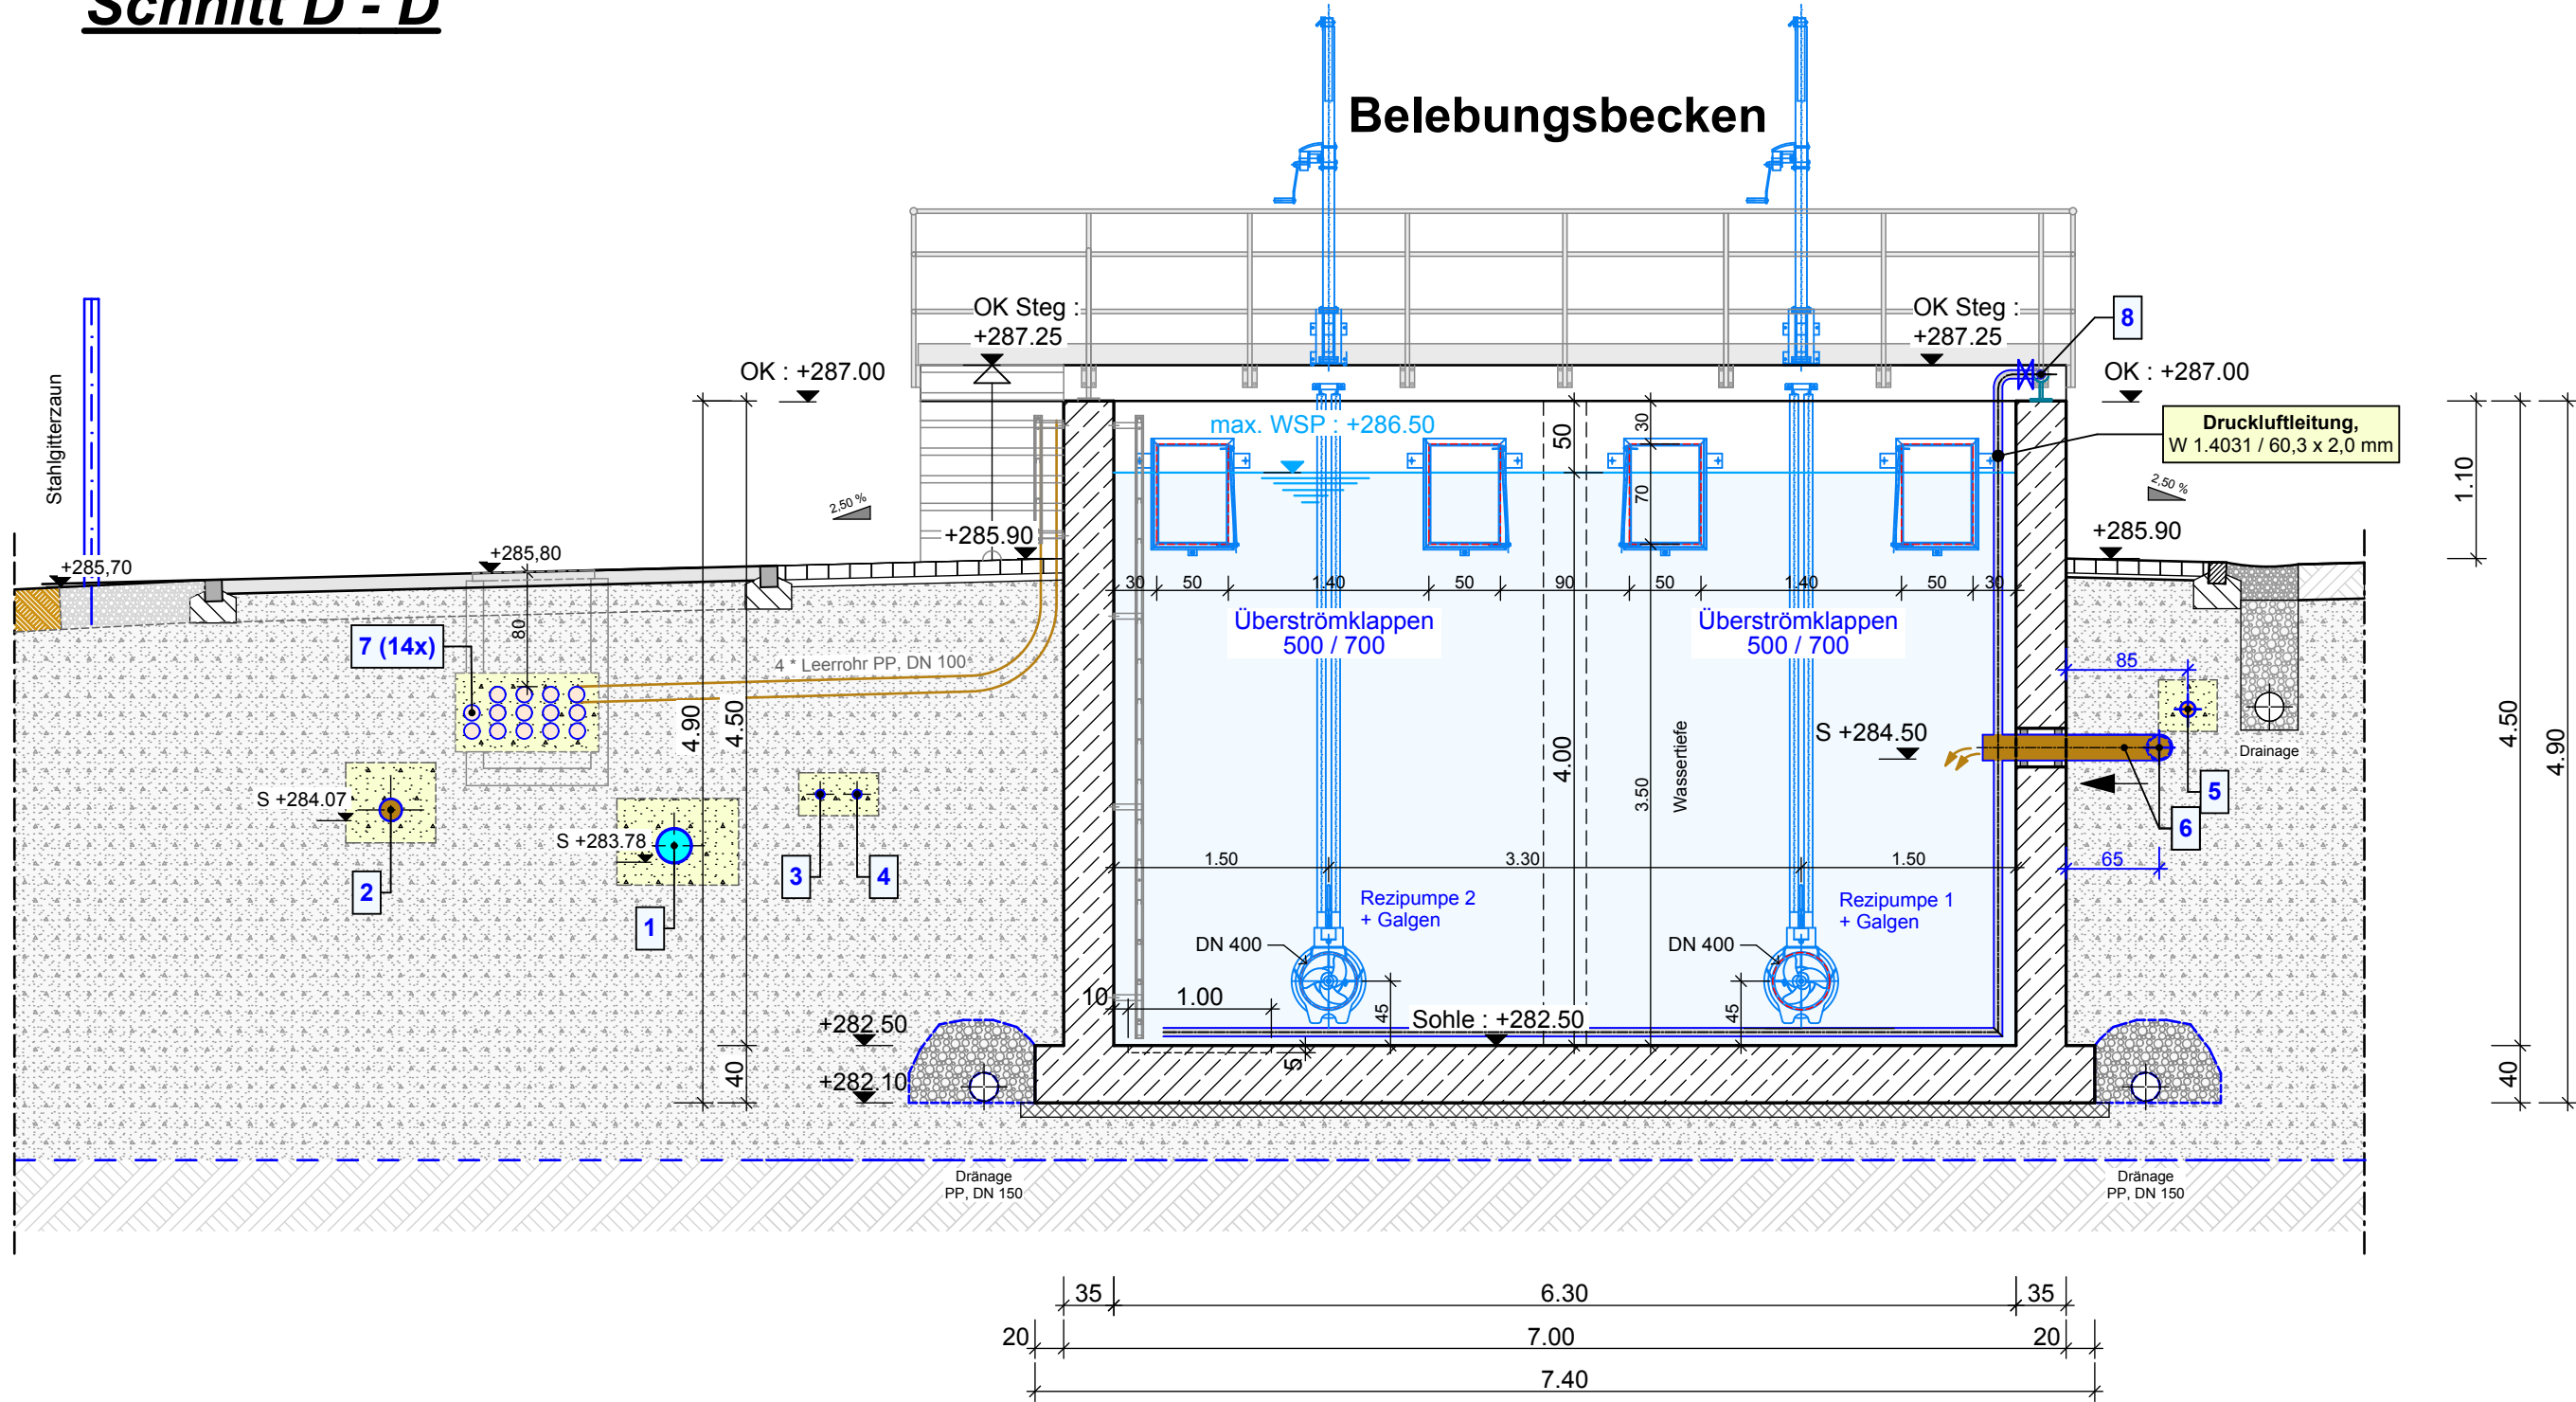 Schnitt D - D
Belebungsbecken
OK Steg :
+287.25
OK Steg :
+287.25
8
OK : +287.00
OK : +287.00
Stahlgitterzaun
max. WSP : +286.50
Druckluftleitung,
W 1.4031 / 60,3 x 2,0 mm
50
30
70
1.10
2,50 %
2,50 %
+285.90
+285.90
+285,80
+285,70
30
50
1.40
50
90
50
1.40
50
30
Überströmklappen
500 / 700
Überströmklappen
500 / 700
80
7 (14x)
4 * Leerrohr PP, DN 100
85
4.90
4.50
4.00
3.50
Wassertiefe
S +284.50
Drainage
4.50
4.90
S +284.07
S +283.78
5
6
2
1
3
4
65
1.50
3.30
1.50
Rezipumpe 2
+ Galgen
Rezipumpe 1
+ Galgen
DN 400
DN 400
10
1.00
45
45
Sohle : +282.50
5
+282.50
+282.10
40
40
Dränage
PP, DN 150
Dränage
PP, DN 150
35
6.30
35
20
7.00
20
7.40